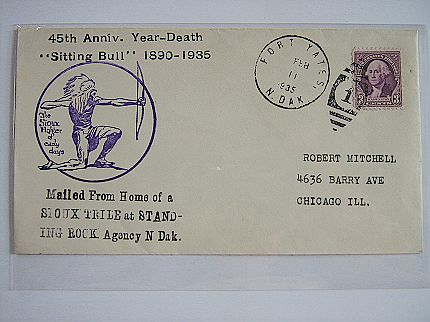 45th Anniv. Year-Death
"Sitting Bull" 1890-1935
The
Sioux
Fighter
of
early
days
Mailed From Home of a
SIOUX TRILE at STAND-
ING ROCK Agency N Dak.
FORT YATES
FEB
11
1935
N. DAK.
1
3 3
ROBERT MITCHELL
4636 BARRY AVE
CHICAGO ILL.